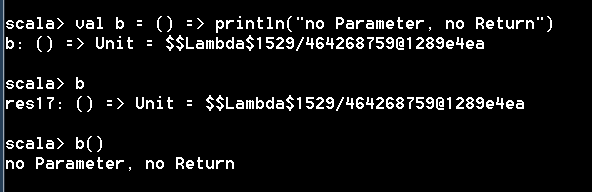 scala> val b = () => println("no Parameter, no Return")
b: () => Unit = $$Lambda$1529/464268759@1289e4ea
scala> b
res17: () => Unit = $$Lambda$1529/464268759@1289e4ea
scala> b()
no Parameter, no Return